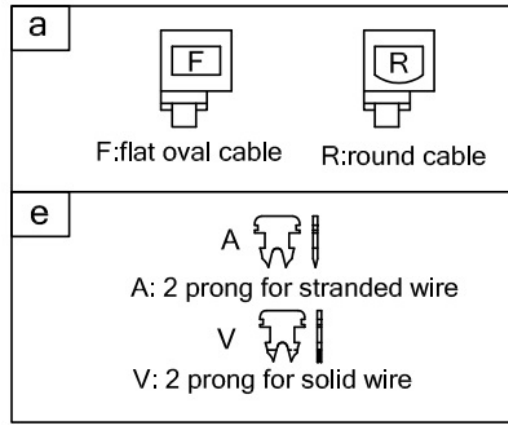 a
F
R
F:flat oval cable
R:round cable
e
A
A: 2 prong for stranded wire
V
V: 2 prong for solid wire